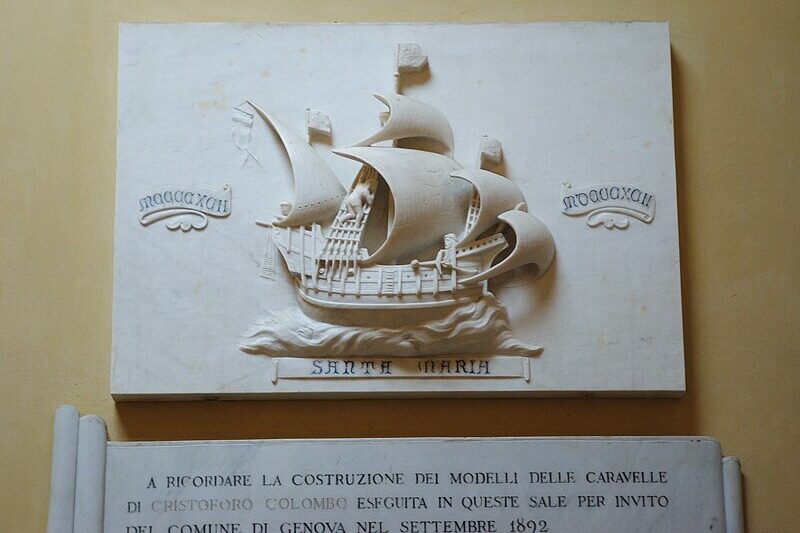 MCCCCXCII
MDCCCXCII
SANTA MARIA
A RICORDARE LA COSTRUZIONE DEI MODELLI DELLE CARAVELLE
DI CRISTOFORO COLOMBO ESEGUITA IN QUESTE SALE PER INVITO
DEL COMUNE DI GENOVA NEL SETTEMBRE 1892